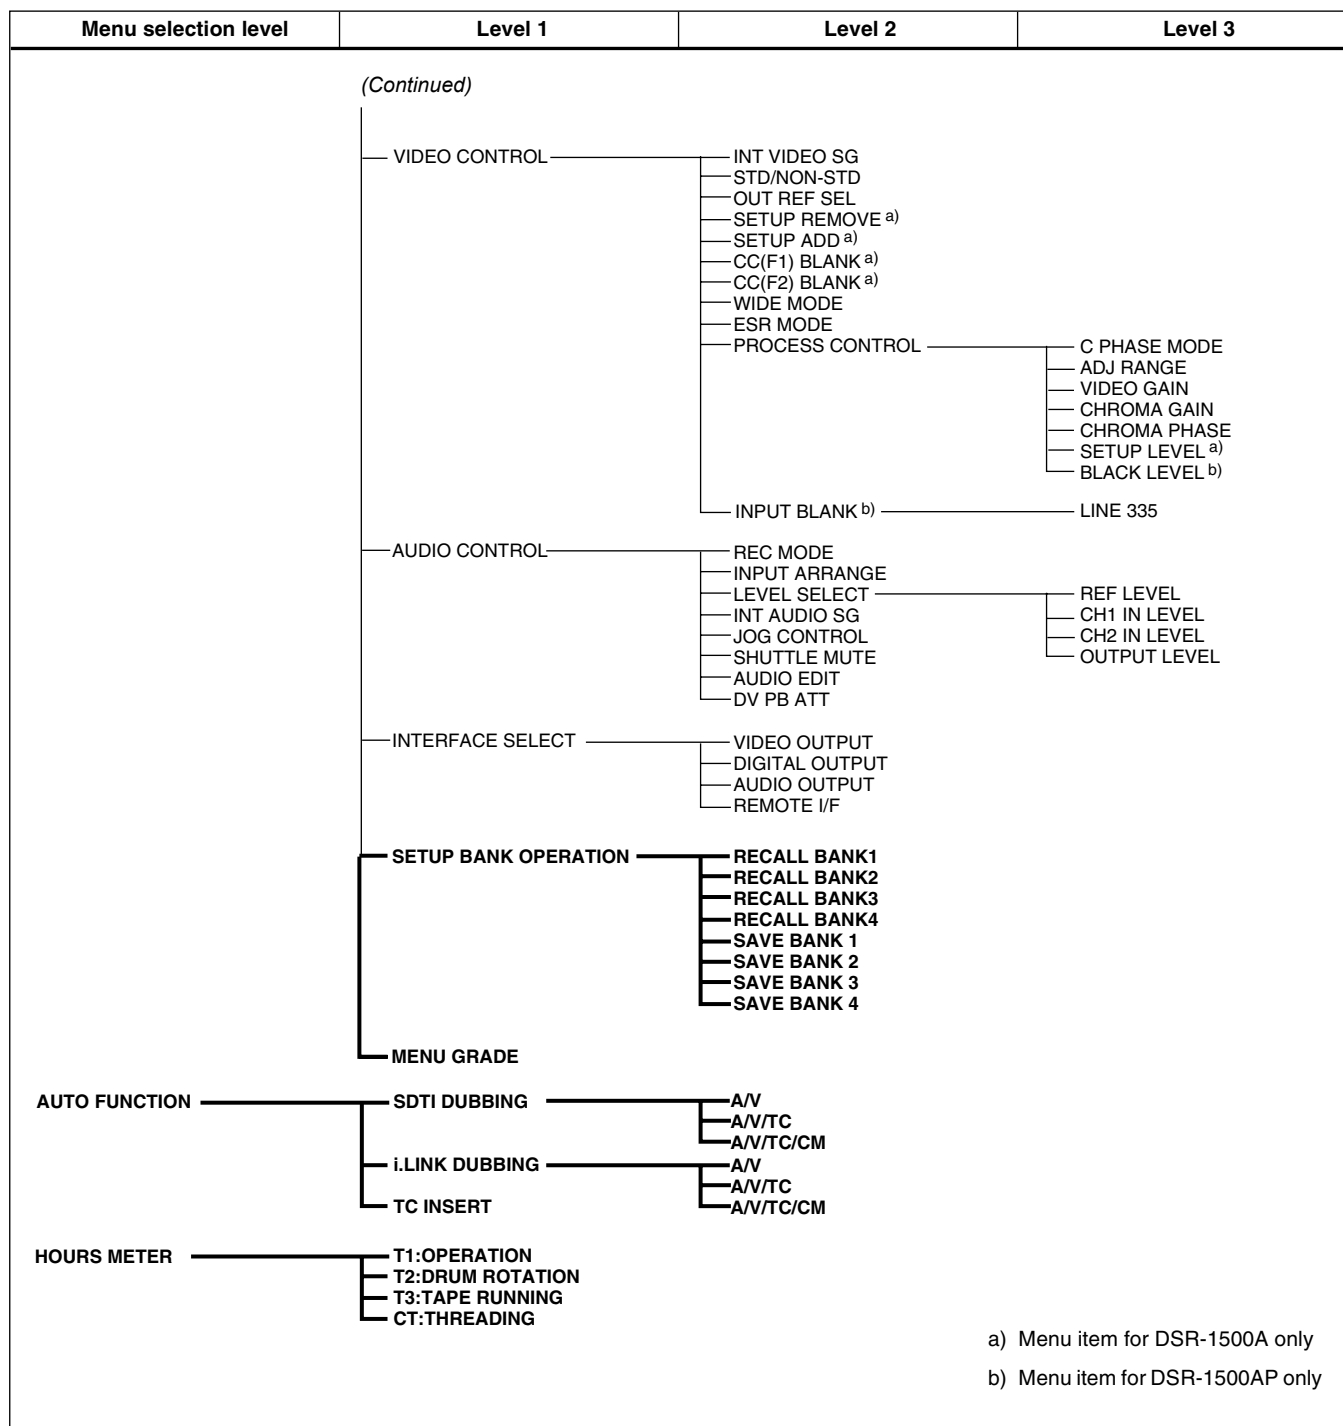 Menu selection level Level 1 Level 2 Level 3
(Continued)
VIDEO CONTROL INT VIDEO SG
STD/NON-STD
OUT REF SEL
SETUP REMOVE a)
SETUP ADD a)
CC(F1) BLANK a)
CC(F2) BLANK a)
WIDE MODE
ESR MODE
PROCESS CONTROL C PHASE MODE
ADJ RANGE
VIDEO GAIN
CHROMA GAIN
CHROMA PHASE
SETUP LEVEL a)
BLACK LEVEL b)
INPUT BLANK b) LINE 335
AUDIO CONTROL REC MODE
INPUT ARRANGE
LEVEL SELECT REF LEVEL
INT AUDIO SG CH1 IN LEVEL
JOG CONTROL CH2 IN LEVEL
SHUTTLE MUTE OUTPUT LEVEL
AUDIO EDIT
DV PB ATT
INTERFACE SELECT VIDEO OUTPUT
DIGITAL OUTPUT
AUDIO OUTPUT
REMOTE I/F
SETUP BANK OPERATION RECALL BANK1
RECALL BANK2
RECALL BANK3
RECALL BANK4
SAVE BANK 1
SAVE BANK 2
SAVE BANK 3
SAVE BANK 4
MENU GRADE
AUTO FUNCTION SDTI DUBBING A/V
A/V/TC
A/V/TC/CM
i.LINK DUBBING A/V
A/V/TC
TC INSERT A/V/TC/CM
HOURS METER T1:OPERATION
T2:DRUM ROTATION
T3:TAPE RUNNING
CT:THREADING
a) Menu item for DSR-1500A only
b) Menu item for DSR-1500AP only